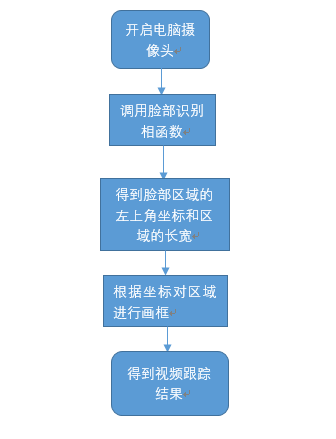 开启电脑摄
像头
调用脸部识别
相函数
得到脸部区域的
左上角坐标和区
域的长宽
根据坐标对区域
进行画框
得到视频跟踪
结果